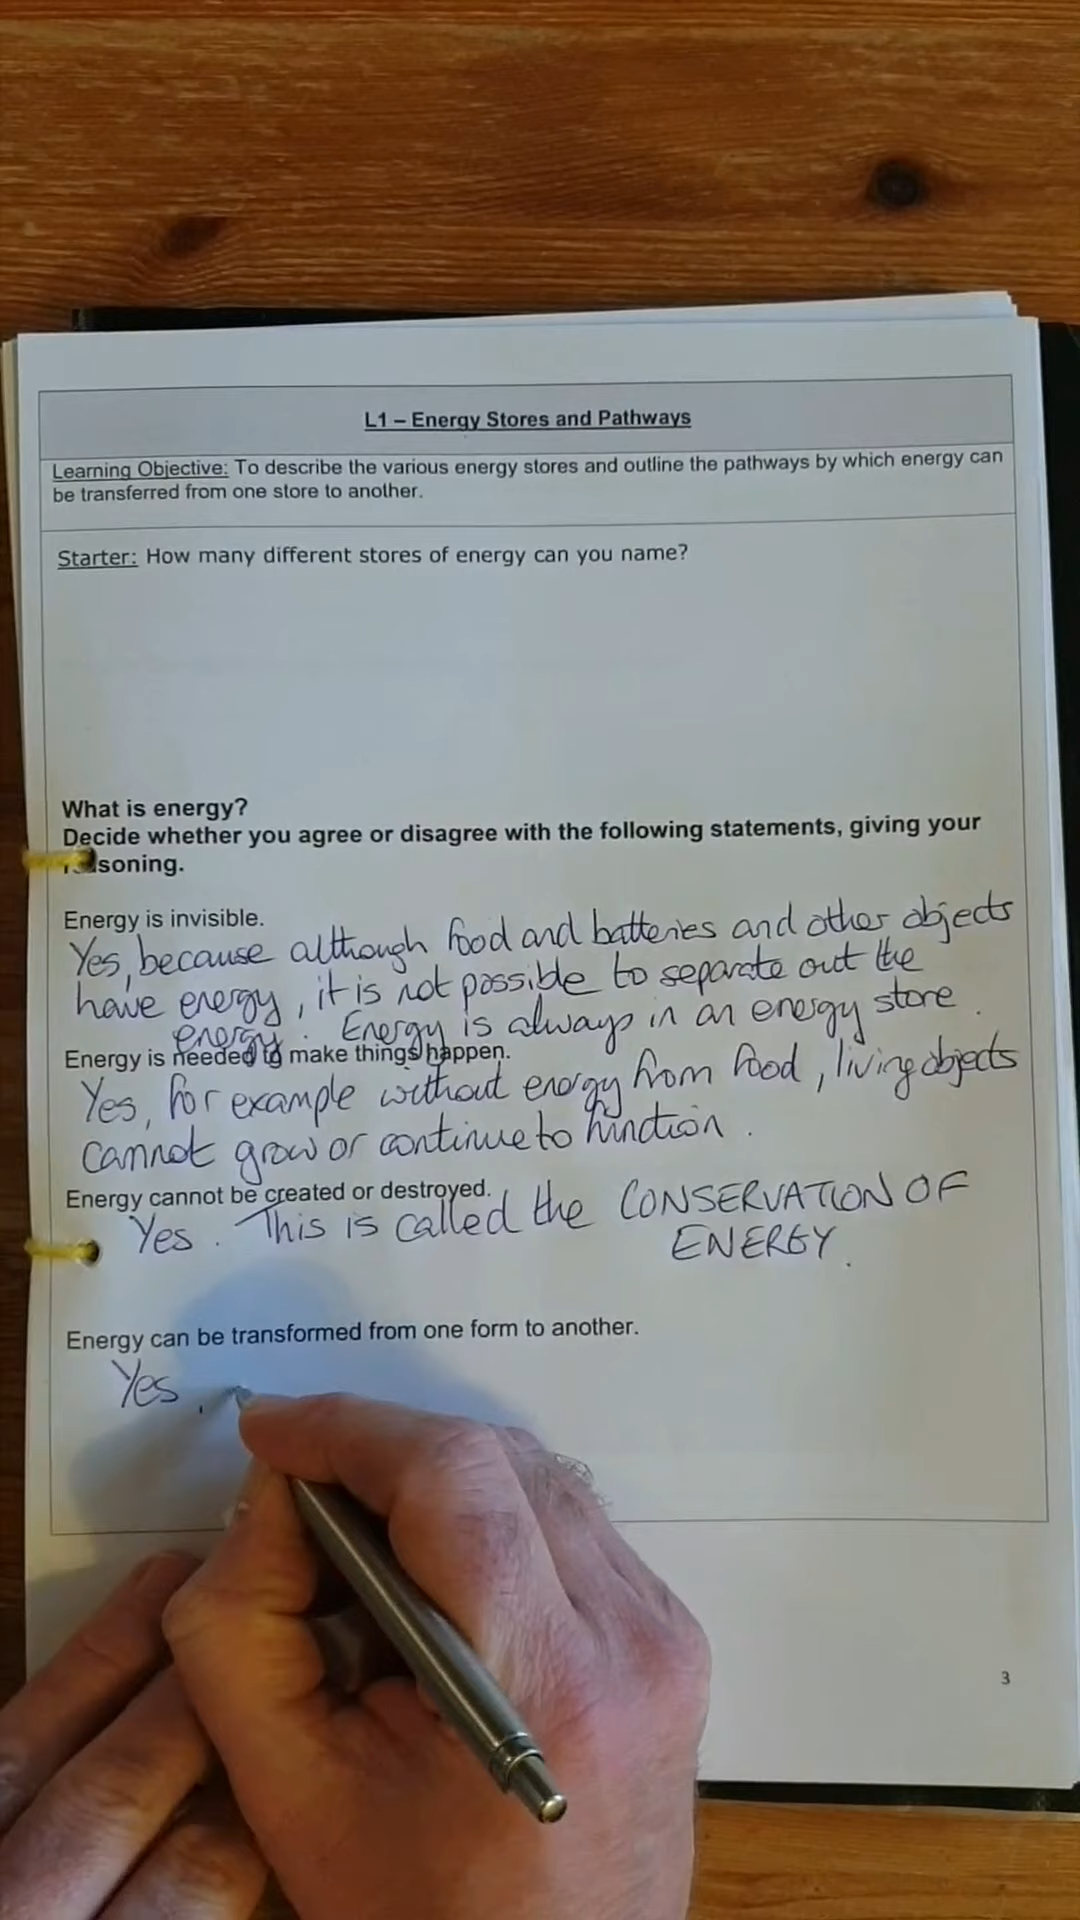 L1 – Energy Stores and Pathways
Learning Objective: To describe the various energy stores and outline the pathways by which energy can
be transferred from one store to another.
Starter: How many different stores of energy can you name?
What is energy?
Decide whether you agree or disagree with the following statements, giving your
reasoning.
Energy is invisible.
Yes, because although food and batteries and other objects
have energy, it is not possible to separate out the
energy. Energy is always in an energy store.
Energy is needed to make things happen.
Yes, for example without energy from food, living objects
cannot grow or continue to function.
Energy cannot be created or destroyed.
Yes. This is called the CONSERVATION OF
ENERGY.
Energy can be transformed from one form to another.
Yes,
3